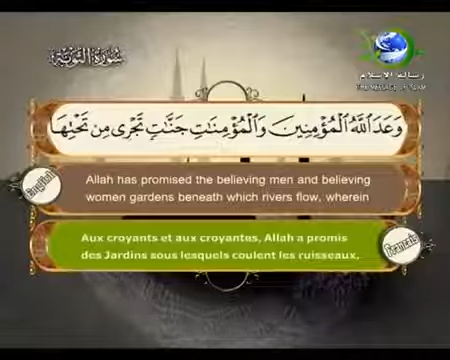 سورة التوبة
رسالة الإسلام
THE MESSAGE OF ISLAM
وَعَدَ اللَّهُ الْمُؤْمِنِينَ وَالْمُؤْمِنَاتِ جَنَّاتٍ تَجْرِي مِن تَحْتِهَا
English
Allah has promised the believing men and believing
women gardens beneath which rivers flow, wherein
Aux croyants et aux croyantes, Allah a promis
des Jardins sous lesquels coulent les ruisseaux,
Français